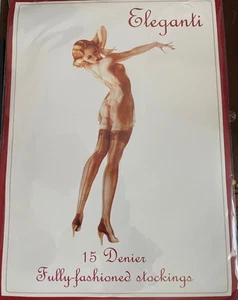 Eleganti
15 Denier
Fully-fashioned stockings